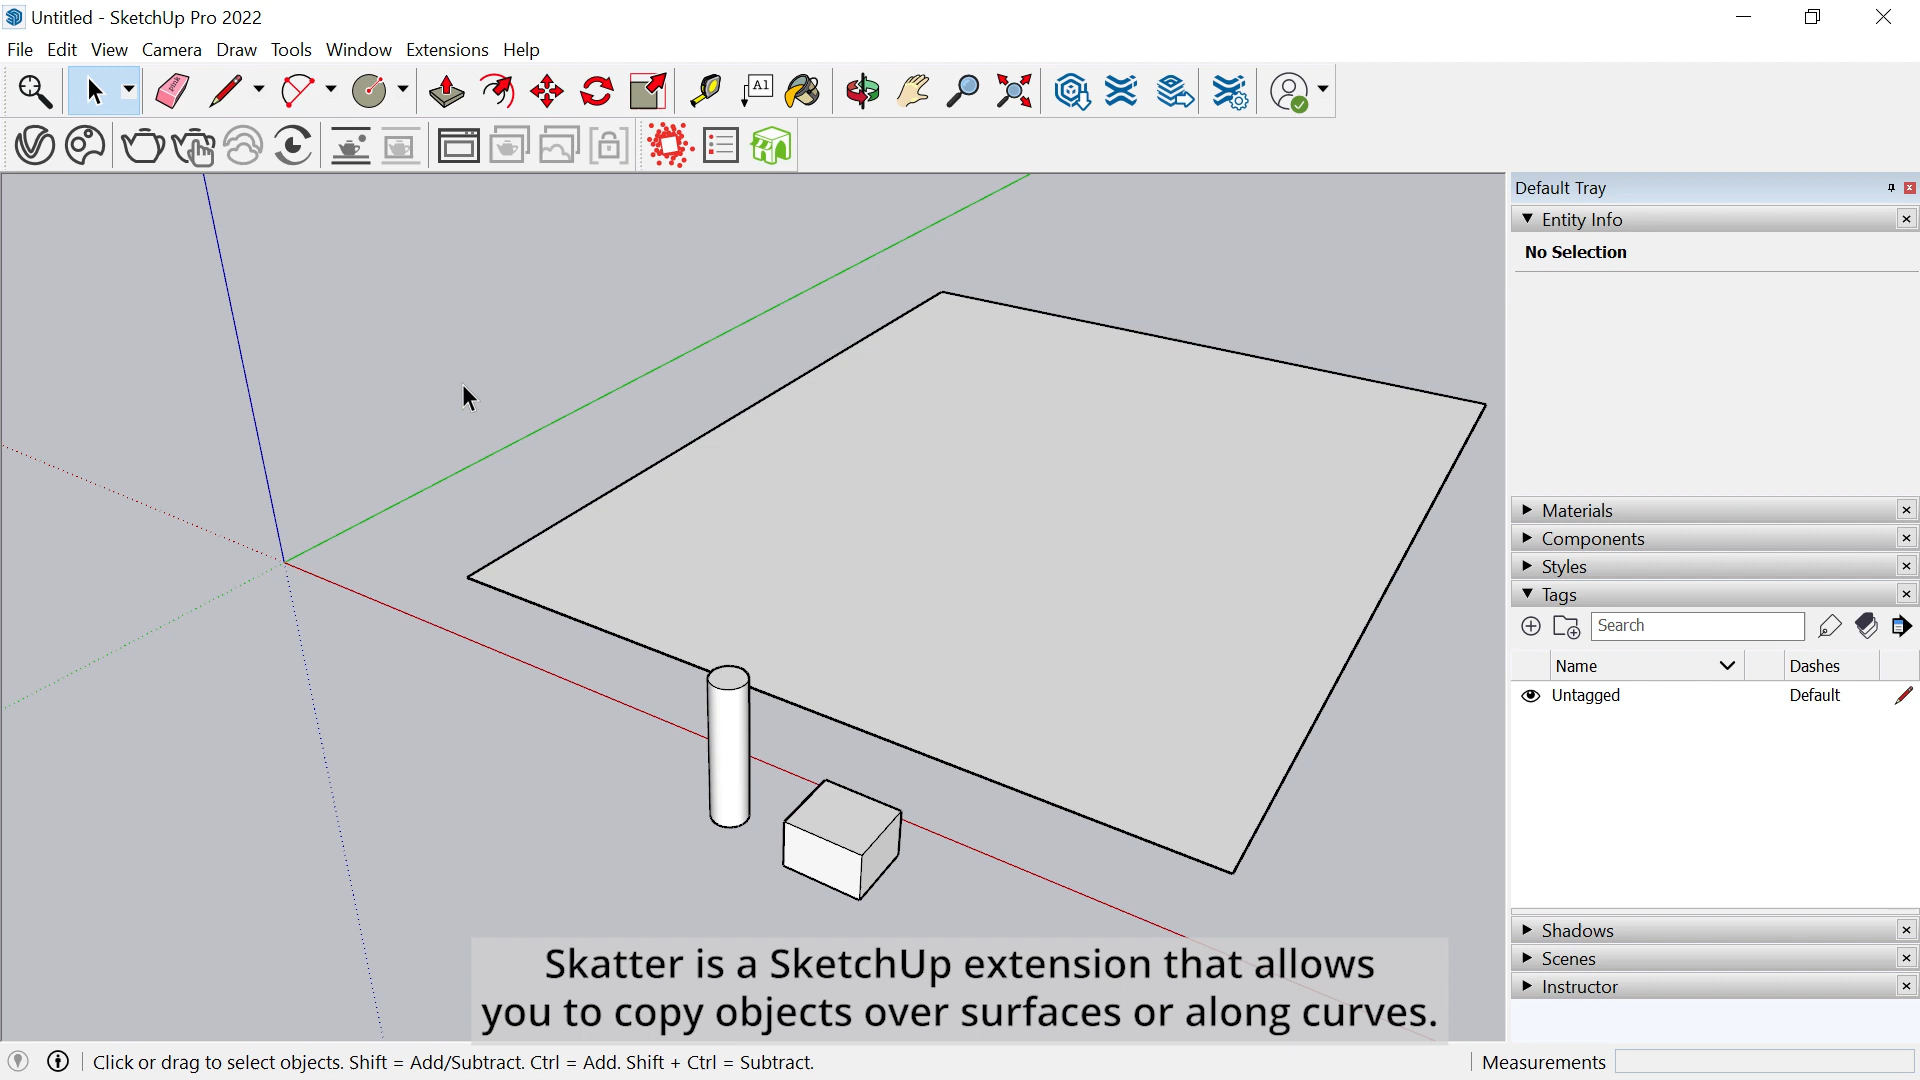 Untitled - SketchUp Pro 2022
File Edit View Camera Draw Tools Window Extensions Help
A1
Default Tray
Entity Info
No Selection
Materials
Components
Styles
Tags
Search
Name Dashes
Untagged Default
Shadows
Scenes
Instructor
Skatter is a SketchUp extension that allows
you to copy objects over surfaces or along curves.
Click or drag to select objects. Shift = Add/Subtract. Ctrl = Add. Shift + Ctrl = Subtract.
Measurements